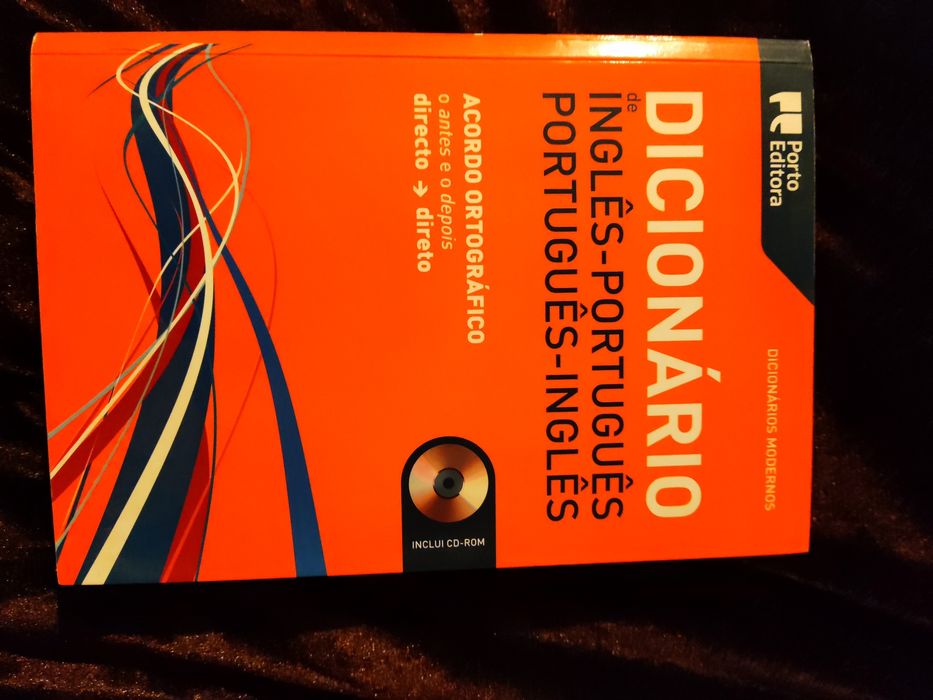 Porto
Editora
DICIONÁRIOS MODERNOS
DICIONÁRIO
de
INGLÊS-PORTUGUÊS
PORTUGUÊS-INGLÊS
ACORDO ORTOGRÁFICO
o antes e o depois
directo → direto
INCLUI CD-ROM